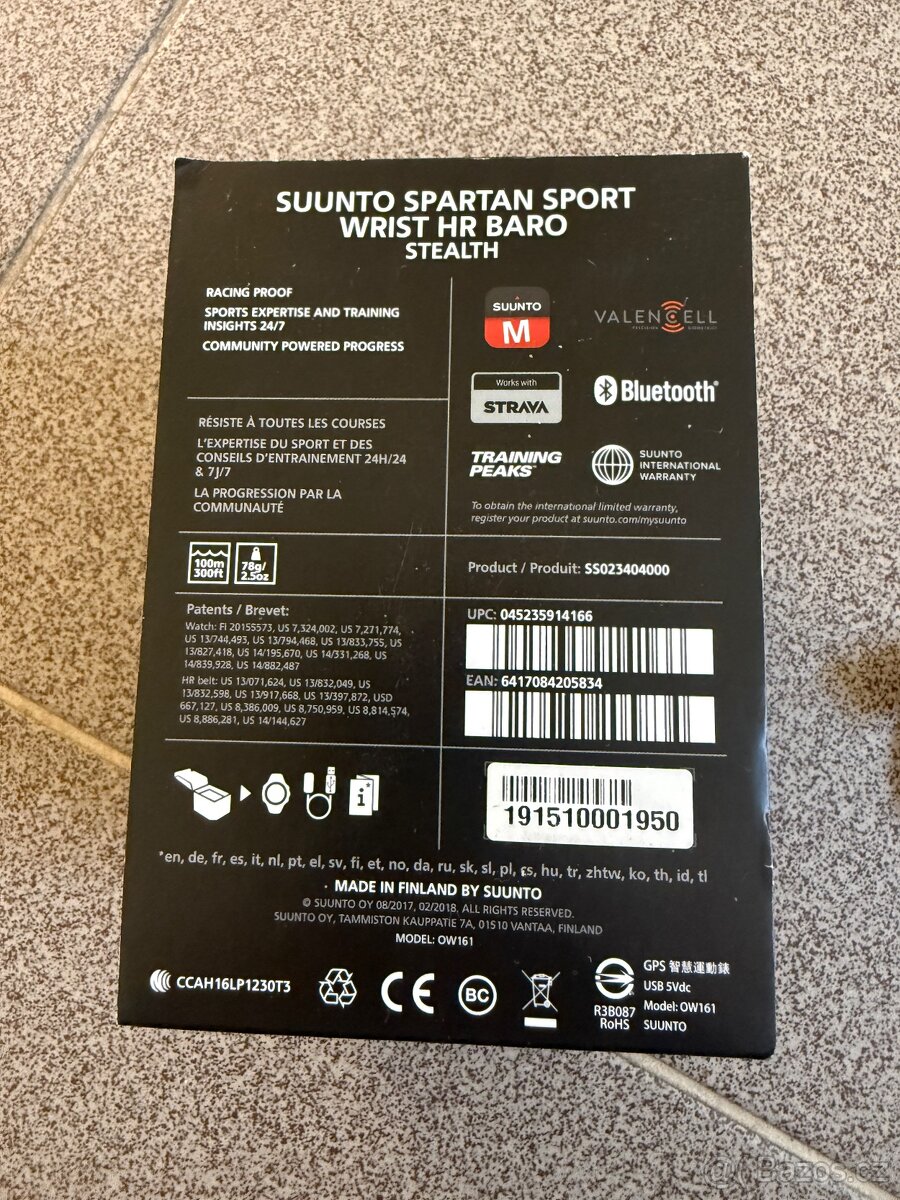 SUUNTO SPARTAN SPORT
WRIST HR BARO
STEALTH
RACING PROOF
SPORTS EXPERTISE AND TRAINING
INSIGHTS 24/7
COMMUNITY POWERED PROGRESS
SUUNTO
M
VALENCELL
Works with
STRAVA
Bluetooth®
TRAINING
PEAKS™
SUUNTO
INTERNATIONAL
WARRANTY
To obtain the international limited warranty,
register your product at suunto.com/mysuunto
RÉSISTE À TOUTES LES COURSES
L'EXPERTISE DU SPORT ET DES
CONSEILS D'ENTRAINEMENT 24H/24
& 7J/7
LA PROGRESSION PAR LA
COMMUNAUTÉ
100m
300ft
78g/
2.5oz
Product / Produit: SS023404000
Patents / Brevet:
Watch: FI 20155573, US 7,324,002, US 7,271,774,
US 13/744,493, US 13/794,468, US 13/833,755, US
13/827,418, US 14/195,670, US 14/331,268, US
14/839,928, US 14/882,487
HR belt: US 13/071,624, US 13/832,049, US
13/832,598, US 13/917,668, US 13/397,872, USD
667,127, US 8,386,009, US 8,750,959, US 8,814,574,
US 8,886,281, US 14/144,627
UPC: 045235914166
EAN: 6417084205834
i*
191510001950
*en, de, fr, es, it, nl, pt, el, sv, fi, et, no, da, ru, sk, sl, pl, cs, hu, tr, zhtw, ko, th, id, tl
· MADE IN FINLAND BY SUUNTO
© SUUNTO OY 08/2017, 02/2018. ALL RIGHTS RESERVED.
SUUNTO OY, TAMMISTON KAUPPATIE 7A, 01510 VANTAA, FINLAND
MODEL: OW161
CCAH16LP1230T3
CE
BC
R3B087
RoHS
GPS 智慧運動錶
USB 5Vdc
Model: OW161
SUUNTO
@ Bazos.cz